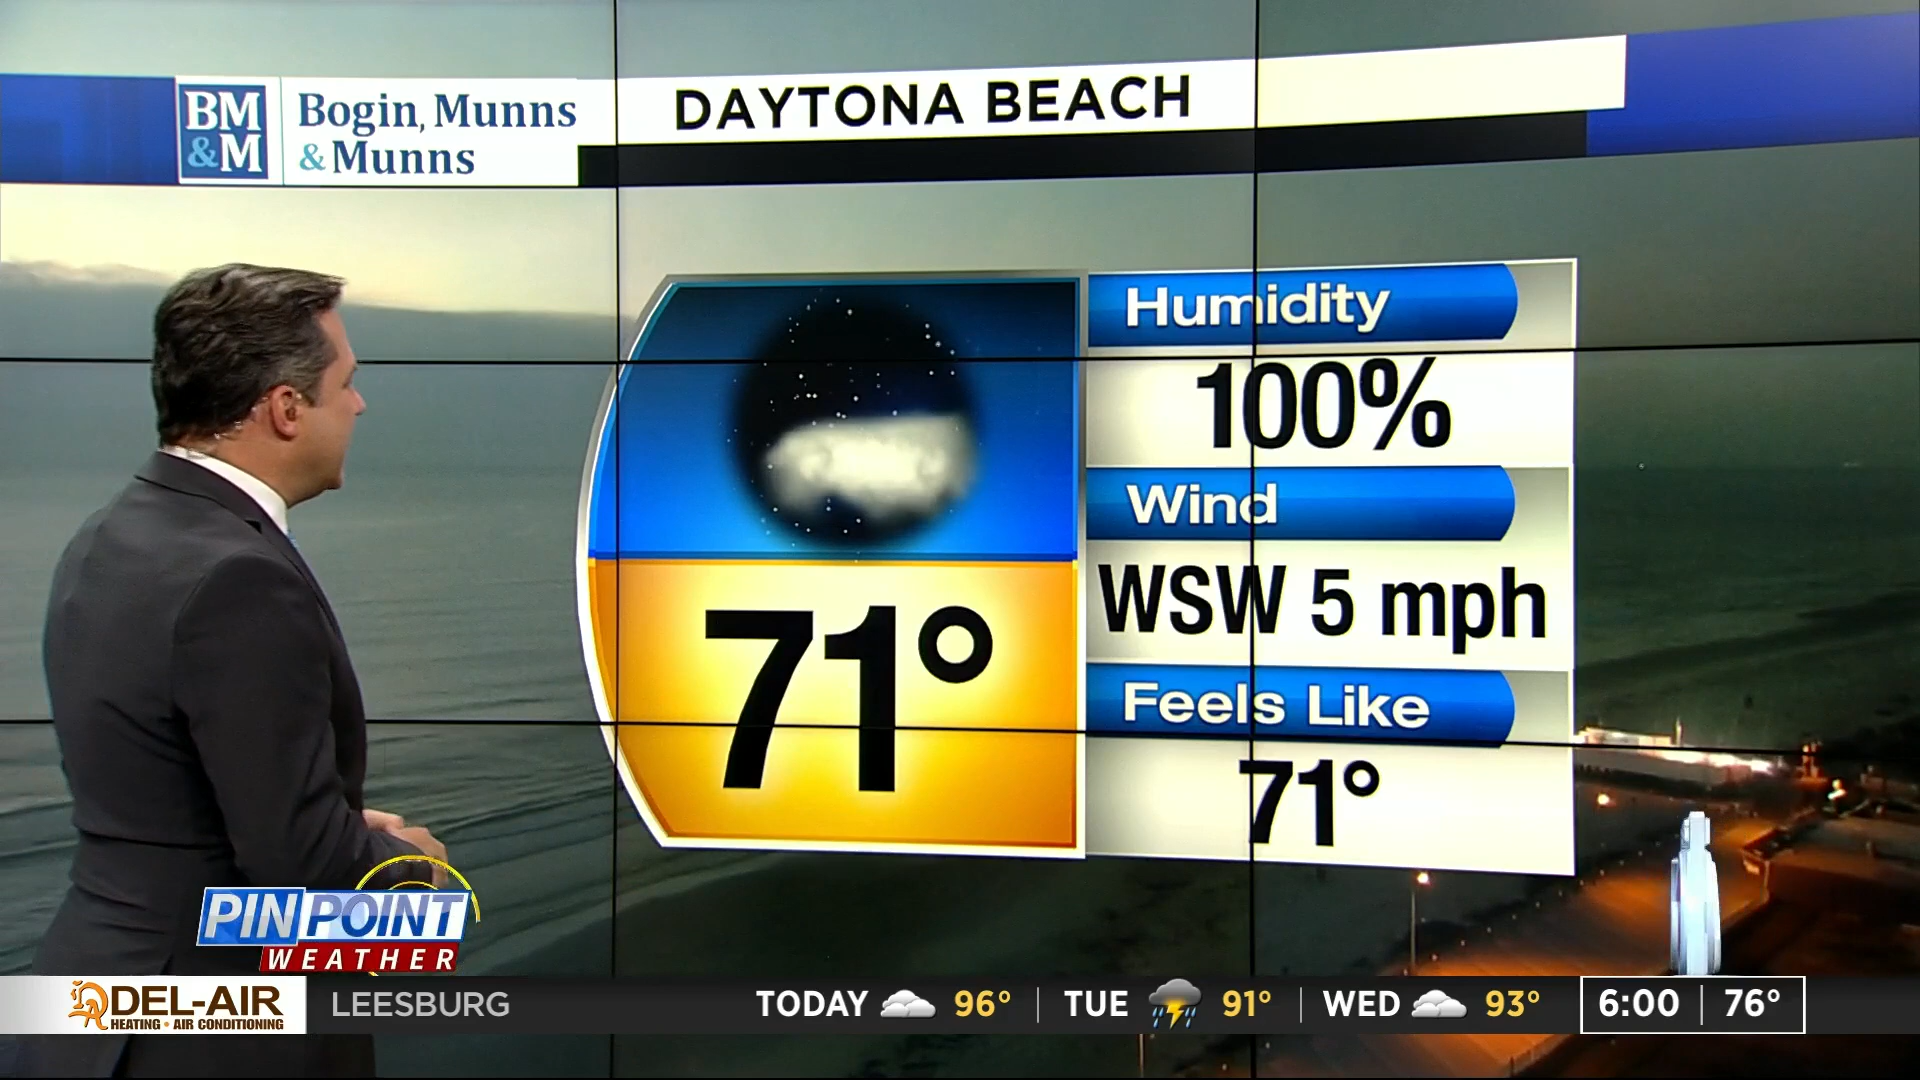 BM
&M
Bogin, Munns
& Munns
DAYTONA BEACH
Humidity
100%
Wind
WSW 5 mph
Feels Like
71°
71°
PINPOINT
WEATHER
DEL-AIR
HEATING • AIR CONDITIONING
LEESBURG
TODAY 96° | TUE 91° | WED 93°
6:00 | 76°